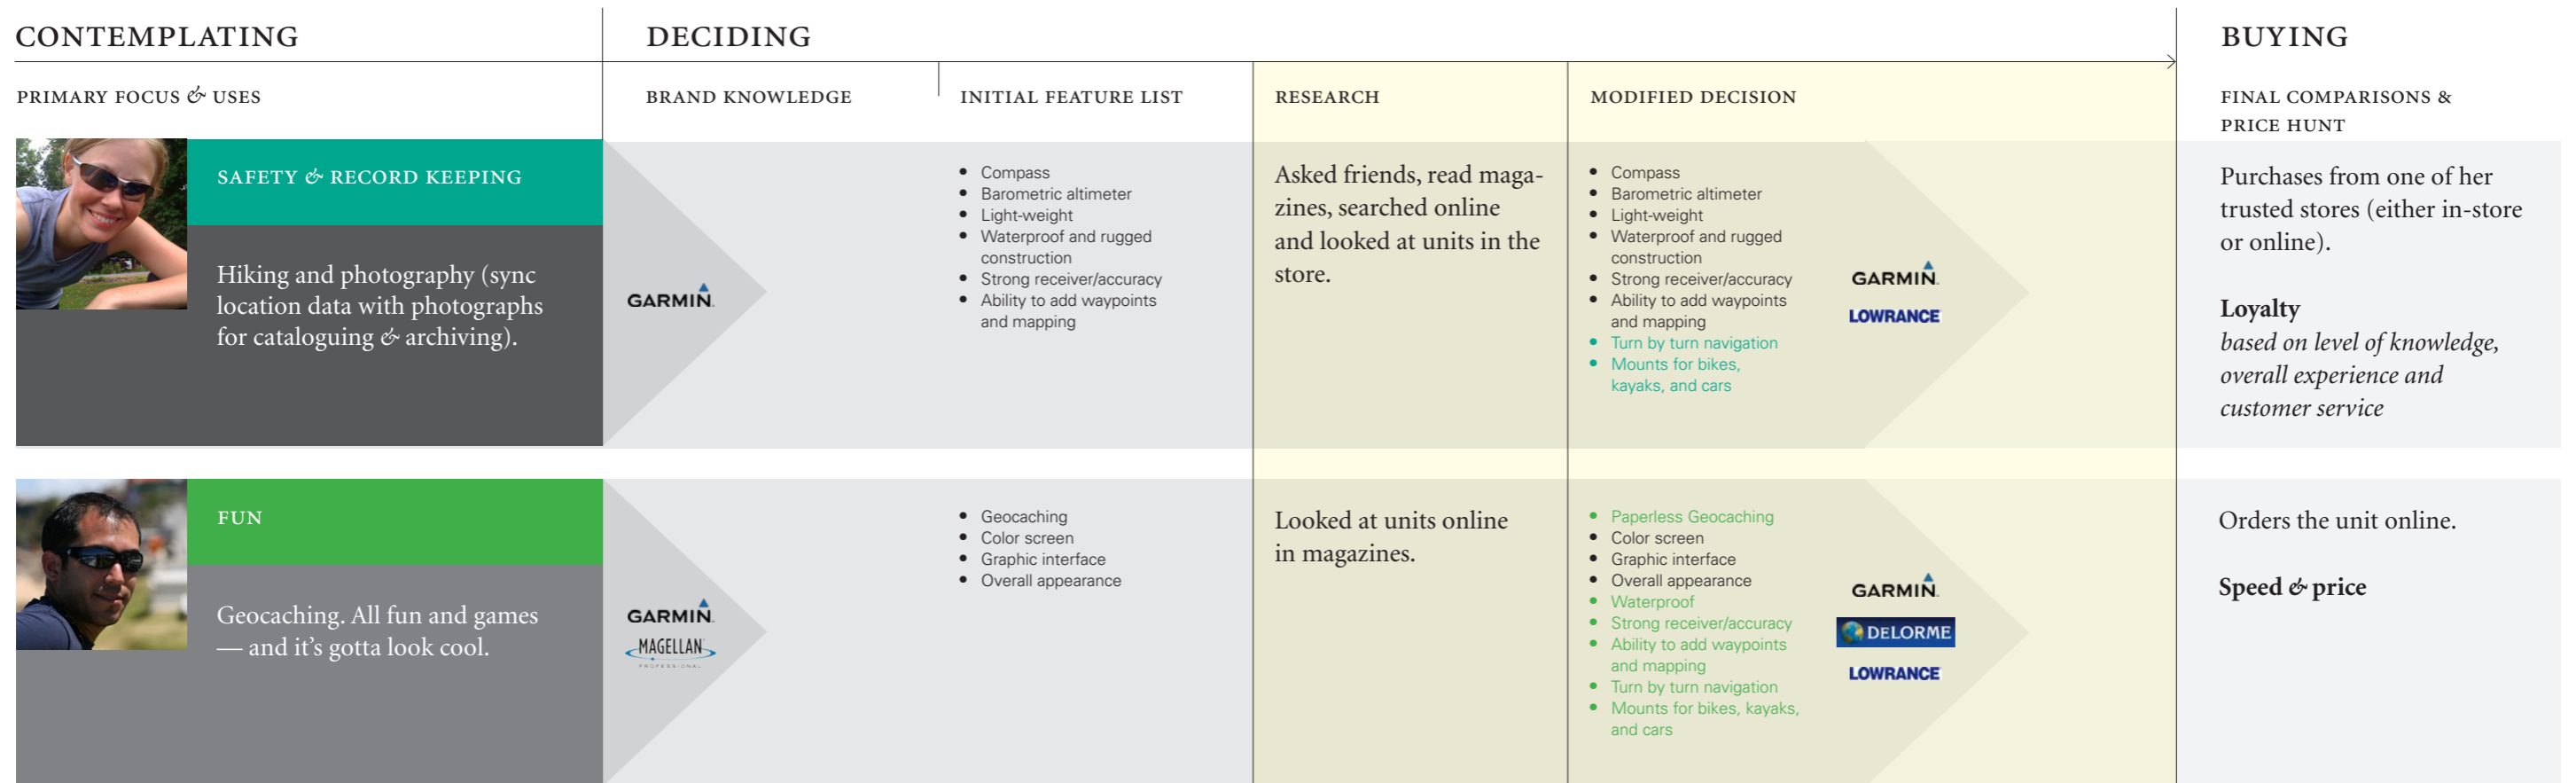 CONTEMPLATING
DECIDING
BUYING
PRIMARY FOCUS & USES
BRAND KNOWLEDGE
INITIAL FEATURE LIST
RESEARCH
MODIFIED DECISION
FINAL COMPARISONS &
PRICE HUNT
SAFETY & RECORD KEEPING
Hiking and photography (sync
location data with photographs
for cataloguing & archiving).
GARMIN
• Compass
• Barometric altimeter
• Light-weight
• Waterproof and rugged
construction
• Strong receiver/accuracy
• Ability to add waypoints
and mapping
Asked friends, read maga-
zines, searched online
and looked at units in the
store.
• Compass
• Barometric altimeter
• Light-weight
• Waterproof and rugged
construction
• Strong receiver/accuracy
• Ability to add waypoints
and mapping
• Turn by turn navigation
• Mounts for bikes,
kayaks, and cars
GARMIN
LOWRANCE
Purchases from one of her
trusted stores (either in-store
or online).
Loyalty
based on level of knowledge,
overall experience and
customer service
FUN
Geocaching. All fun and games
— and it’s gotta look cool.
GARMIN
MAGELLAN
PROFESSIONAL
• Geocaching
• Color screen
• Graphic interface
• Overall appearance
Looked at units online
in magazines.
• Paperless Geocaching
• Color screen
• Graphic interface
• Overall appearance
• Waterproof
• Strong receiver/accuracy
• Ability to add waypoints
and mapping
• Turn by turn navigation
• Mounts for bikes, kayaks,
and cars
GARMIN
DELORME
LOWRANCE
Orders the unit online.
Speed & price